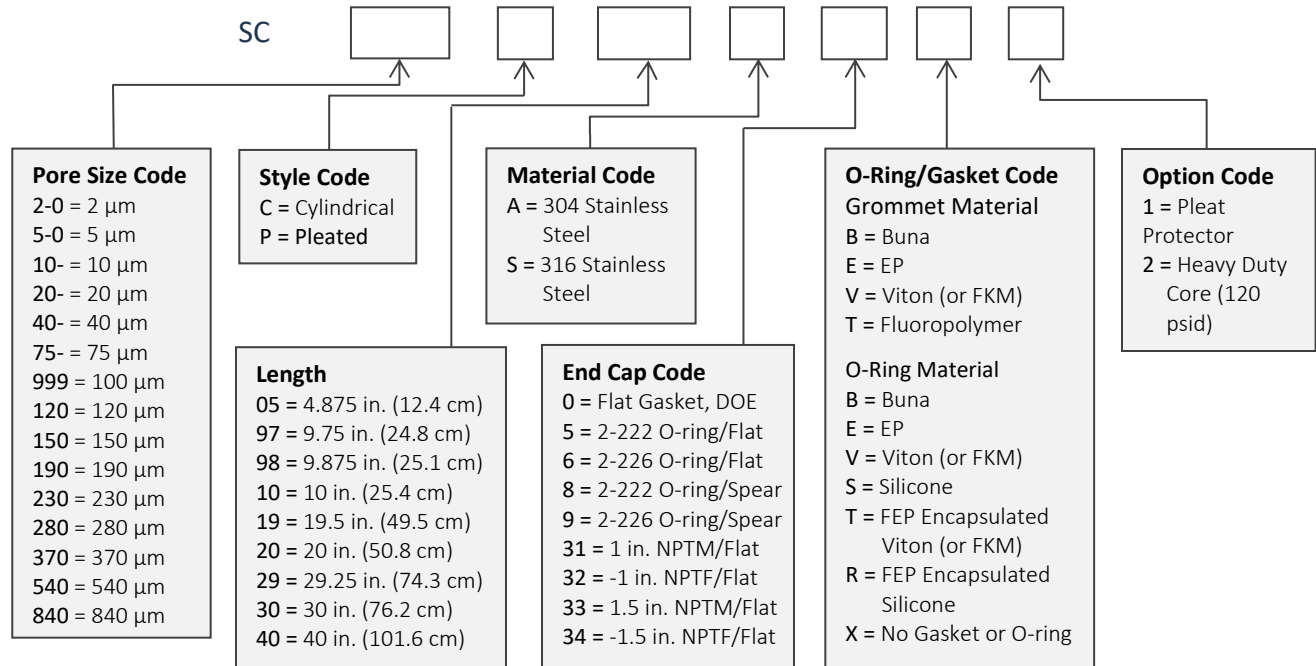 SC
Pore Size Code
2-0 = 2 µm
5-0 = 5 µm
10- = 10 µm
20- = 20 µm
40- = 40 µm
75- = 75 µm
999 = 100 µm
120 = 120 µm
150 = 150 µm
190 = 190 µm
230 = 230 µm
280 = 280 µm
370 = 370 µm
540 = 540 µm
840 = 840 µm
Style Code
C = Cylindrical
P = Pleated
Length
05 = 4.875 in. (12.4 cm)
97 = 9.75 in. (24.8 cm)
98 = 9.875 in. (25.1 cm)
10 = 10 in. (25.4 cm)
19 = 19.5 in. (49.5 cm)
20 = 20 in. (50.8 cm)
29 = 29.25 in. (74.3 cm)
30 = 30 in. (76.2 cm)
40 = 40 in. (101.6 cm)
Material Code
A = 304 Stainless
Steel
S = 316 Stainless
Steel
End Cap Code
0 = Flat Gasket, DOE
5 = 2-222 O-ring/Flat
6 = 2-226 O-ring/Flat
8 = 2-222 O-ring/Spear
9 = 2-226 O-ring/Spear
31 = 1 in. NPTM/Flat
32 = -1 in. NPTF/Flat
33 = 1.5 in. NPTM/Flat
34 = -1.5 in. NPTF/Flat
O-Ring/Gasket Code
Grommet Material
B = Buna
E = EP
V = Viton (or FKM)
T = Fluoropolymer
O-Ring Material
B = Buna
E = EP
V = Viton (or FKM)
S = Silicone
T = FEP Encapsulated
Viton (or FKM)
R = FEP Encapsulated
Silicone
X = No Gasket or O-ring
Option Code
1 = Pleat
Protector
2 = Heavy Duty
Core (120
psid)